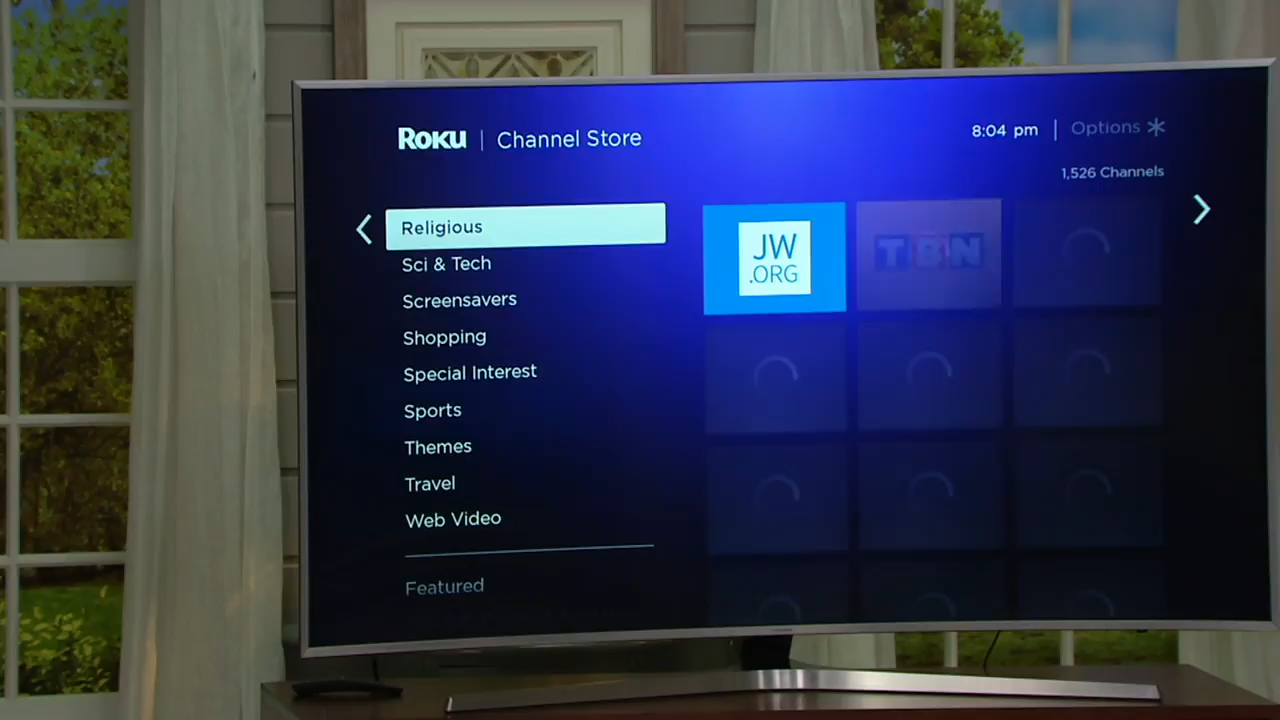 Roku | Channel Store
8:04 pm | Options
1,526 Channels
Religious
Sci & Tech
Screensavers
Shopping
Special Interest
Sports
Themes
Travel
Web Video
Featured
JW
.ORG
TBN